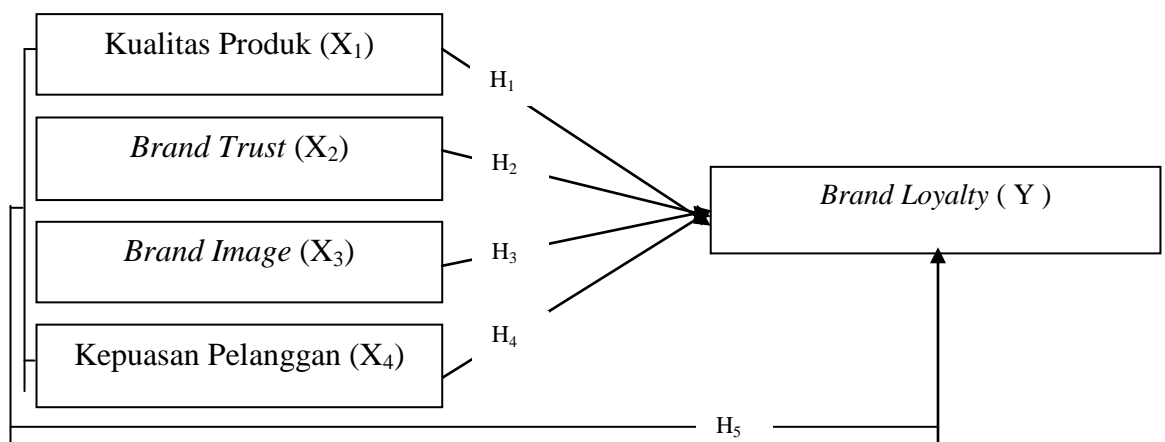 Kualitas Produk (X₁)
H₁
Brand Trust (X₂)
H₂
Brand Loyalty ( Y )
Brand Image (X₃)
H₃
H₄
Kepuasan Pelanggan (X₄)
H₅